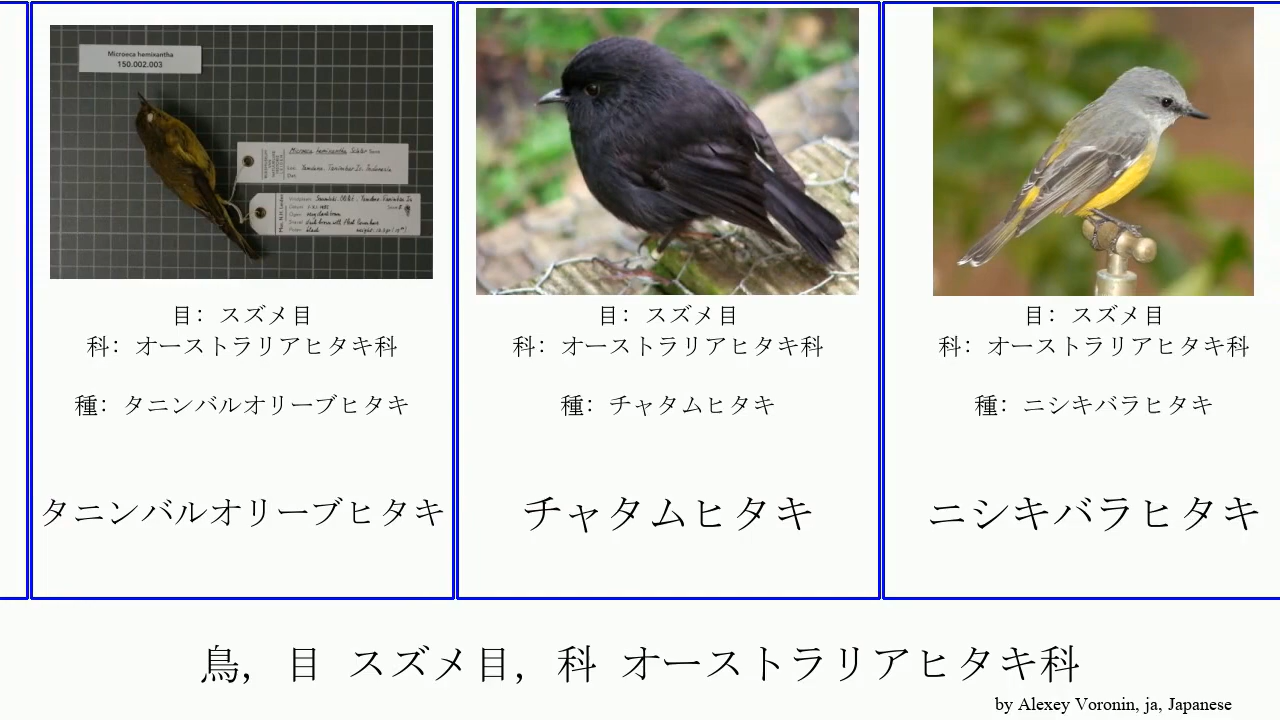 Microeca hemixantha
150.002.003
Microeca hemixantha
目: スズメ目
科: オーストラリアヒタキ科
種: タニンバルオリーブヒタキ
タニンバルオリーブヒタキ
目: スズメ目
科: オーストラリアヒタキ科
種: チャタムヒタキ
チャタムヒタキ
目: スズメ目
科: オーストラリアヒタキ科
種: ニシキバラヒタキ
ニシキバラヒタキ
鳥, 目 スズメ目, 科 オーストラリアヒタキ科
by Alexey Voronin, ja, Japanese